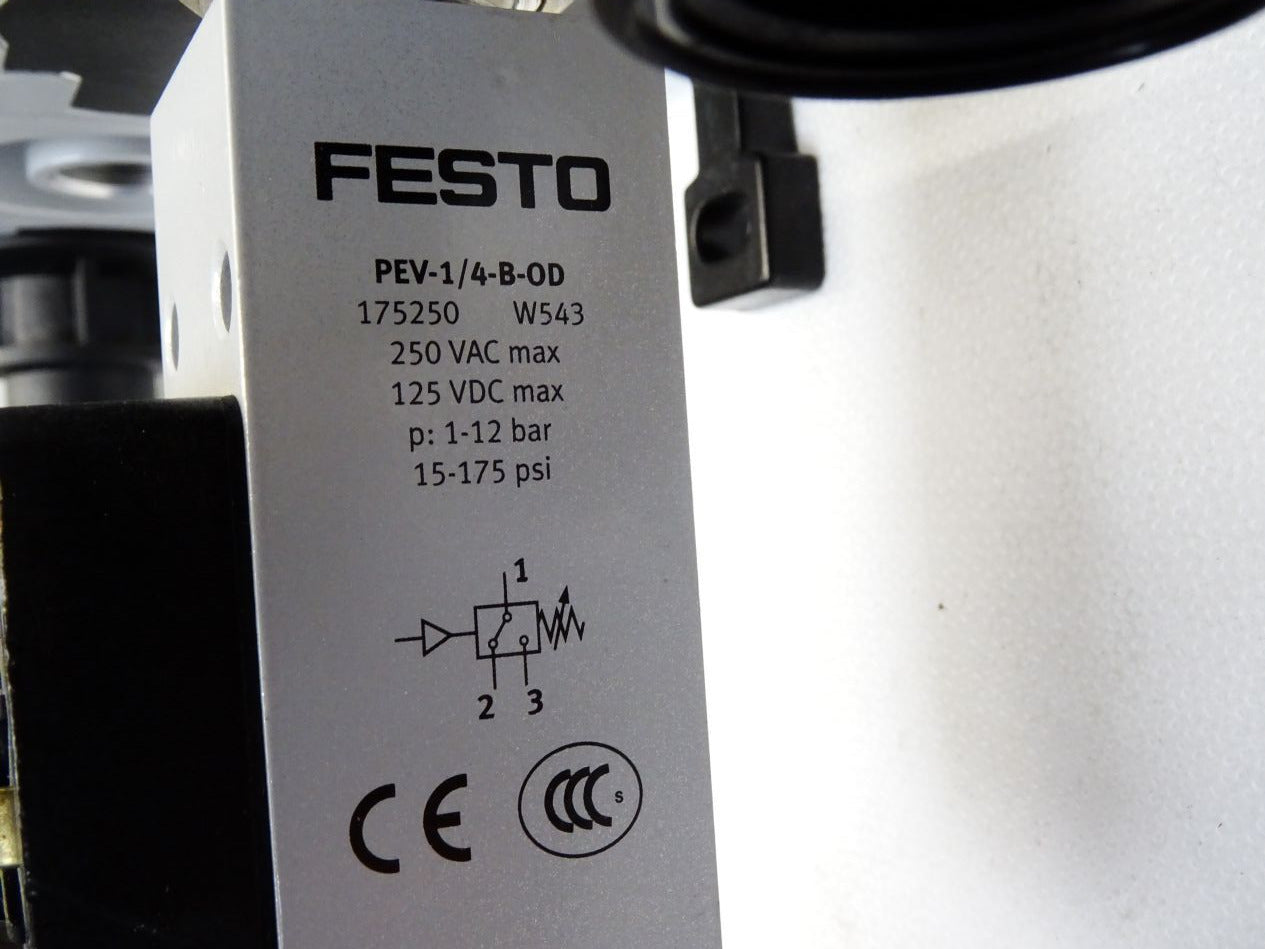 FESTO
PEV-1/4-B-OD
175250 W543
250 VAC max
125 VDC max
p: 1-12 bar
15-175 psi
1
2 3
CE CCC S